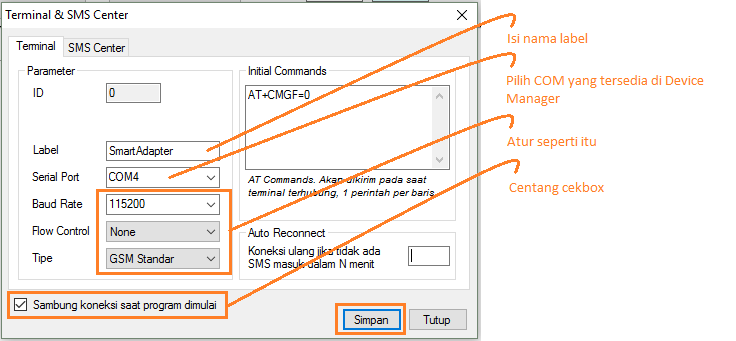 Terminal & SMS Center
Terminal
SMS Center
Parameter
ID
0
Label
SmartAdapter
Serial Port
COM4
Baud Rate
115200
Flow Control
None
Tipe
GSM Standar
Initial Commands
AT+CMGF=0
AT Commands. Akan dikirim pada saat
teminal terhubung, 1 perintah per baris
Auto Reconnect
Koneksi ulang jika tidak ada
SMS masuk dalam N menit
Sambung koneksi saat program dimulai
Simpan
Tutup
Isi nama label
Pilih COM yang tersedia di Device
Manager
Atur seperti itu
Centang cekbox